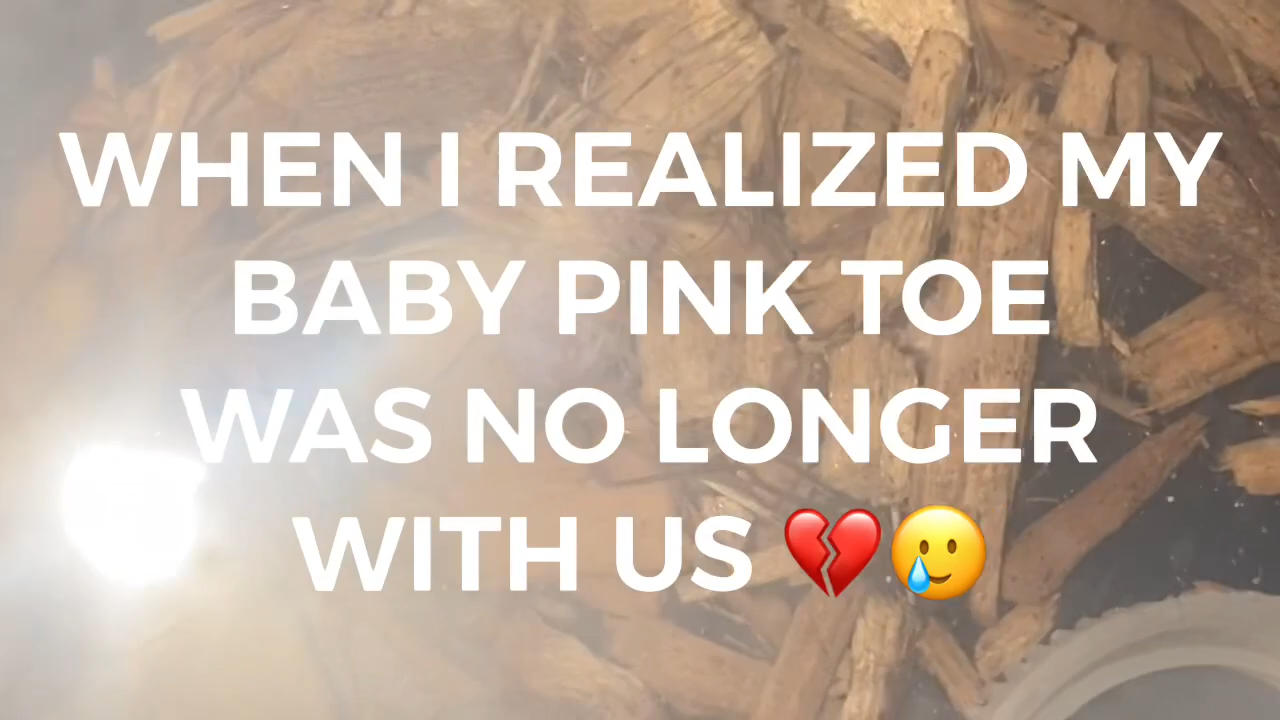 WHEN I REALIZED MY
BABY PINK TOE
WAS NO LONGER
WITH US 💔🥲